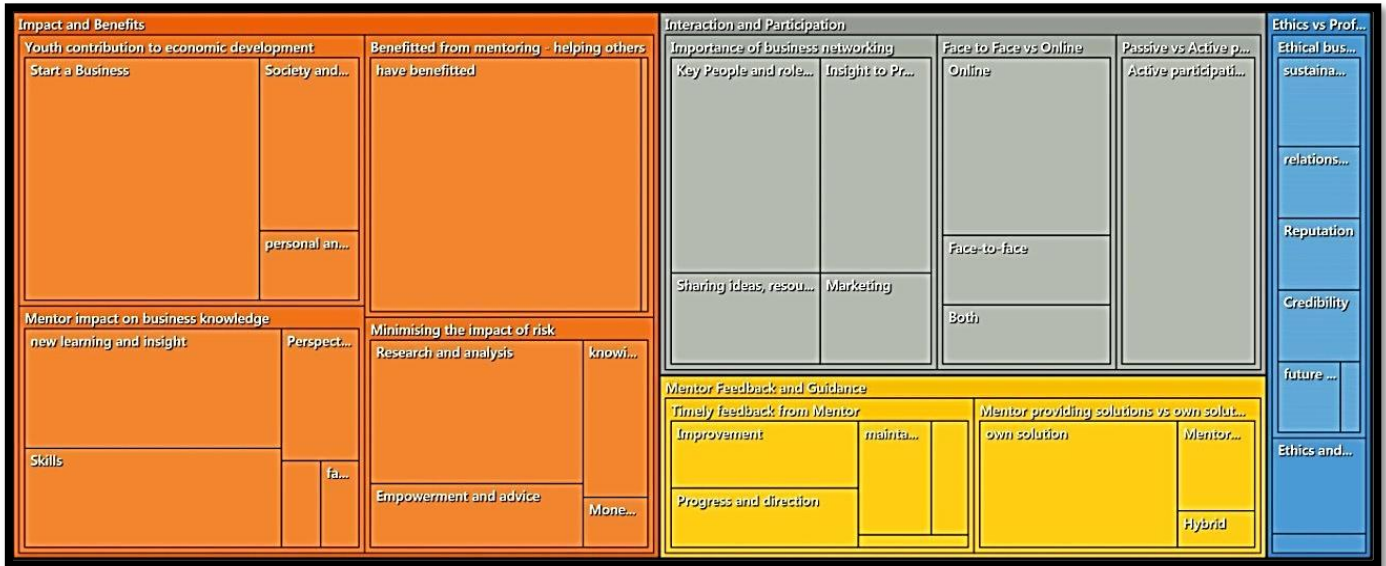 Impact and Benefits
Youth contribution to economic development
Start a Business
Society and...
personal an...
Benefitted from mentoring - helping others
have benefitted
Mentor impact on business knowledge
new learning and insight
Perspect...
Skills
fa...
Minimising the impact of risk
Research and analysis
knowi...
Empowerment and advice
Mone...
Interaction and Participation
Importance of business networking
Key People and role...
Insight to Pr...
Sharing ideas, resou...
Marketing
Face to Face vs Online
Online
Face-to-face
Both
Passive vs Active p...
Active participati...
Mentor Feedback and Guidance
Timely feedback from Mentor
Improvement
mainta...
Progress and direction
Mentor providing solutions vs own solut...
own solution
Mentor...
Hybrid
Ethics vs Prof...
Ethical bus...
sustaina...
relations...
Reputation
Credibility
future ...
Ethics and...